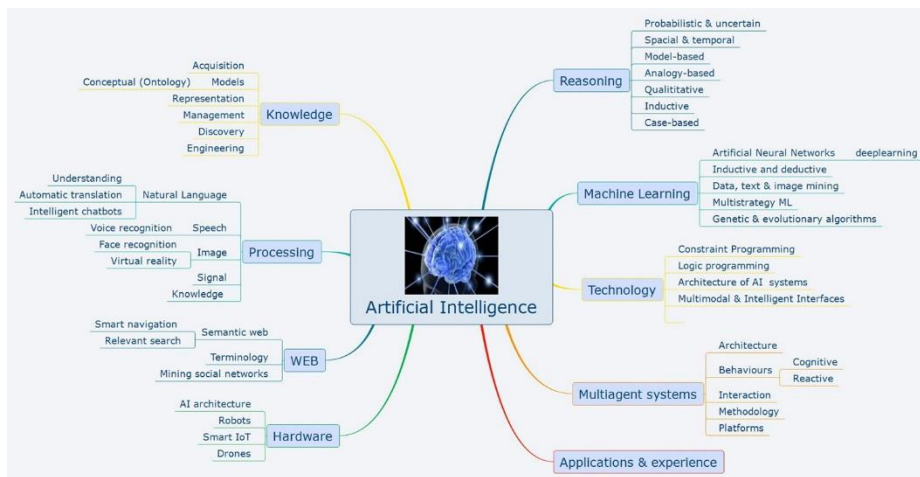 Artificial Intelligence
Knowledge
Acquisition
Models
Conceptual (Ontology)
Representation
Management
Discovery
Engineering
Processing
Natural Language
Understanding
Automatic translation
Intelligent chatbots
Speech
Voice recognition
Image
Face recognition
Virtual reality
Signal
Knowledge
WEB
Semantic web
Smart navigation
Relevant search
Terminology
Mining social networks
Hardware
AI architecture
Robots
Smart IoT
Drones
Reasoning
Probabilistic & uncertain
Spacial & temporal
Model-based
Analogy-based
Qualititative
Inductive
Case-based
Machine Learning
Artificial Neural Networks
deeplearning
Inductive and deductive
Data, text & image mining
Multistrategy ML
Genetic & evolutionary algorithms
Technology
Constraint Programming
Logic programming
Architecture of AI systems
Multimodal & Intelligent Interfaces
Multiagent systems
Architecture
Behaviours
Cognitive
Reactive
Interaction
Methodology
Platforms
Applications & experience